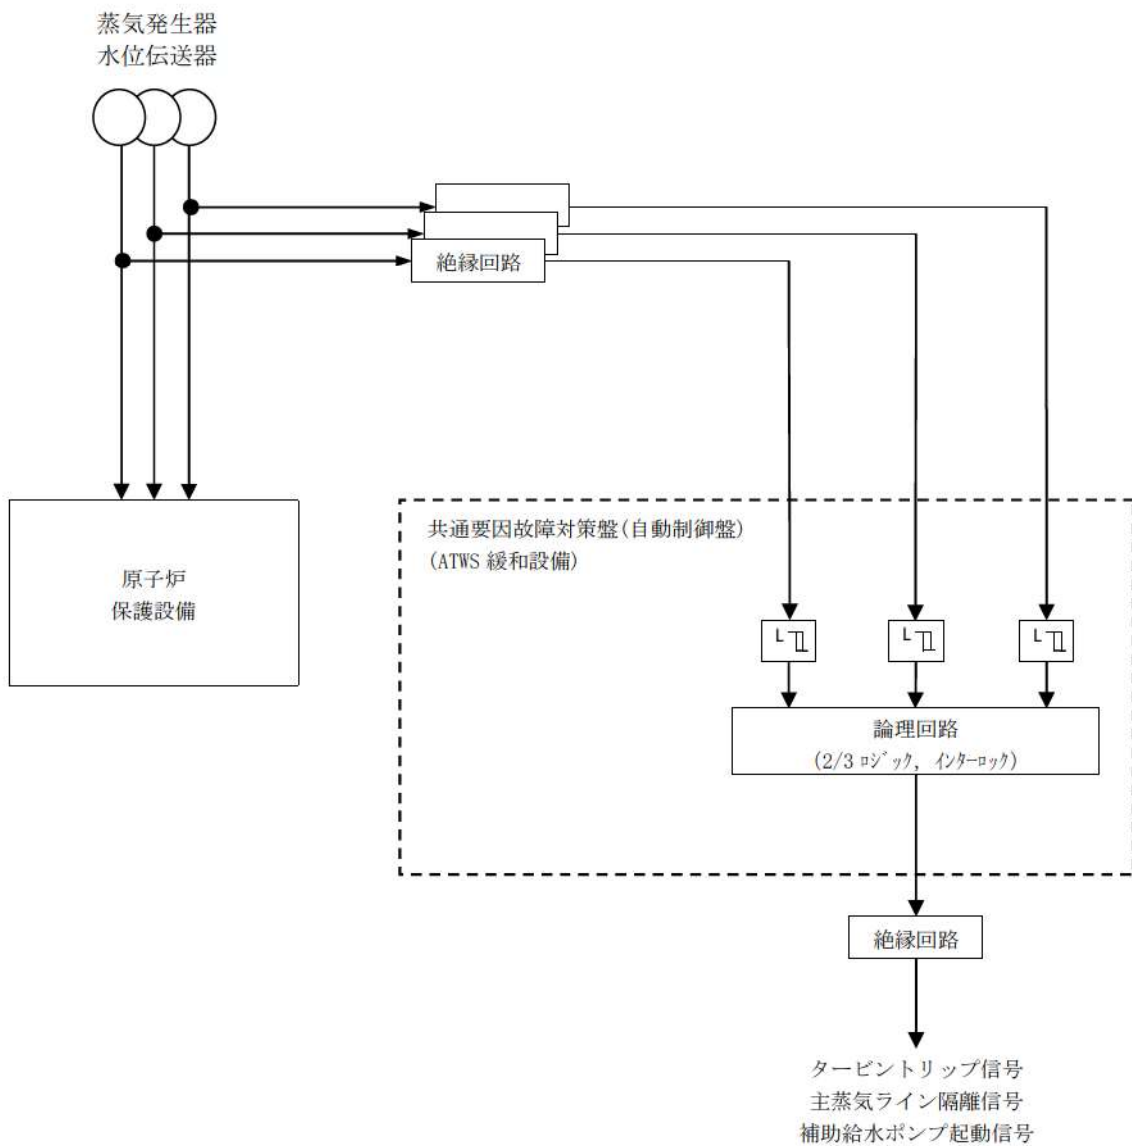 蒸気発生器
水位伝送器
絶縁回路
共通要因故障対策盤(自動制御盤)
(ATWS 緩和設備)
原子炉
保護設備
L
L
L
論理回路
(2/3 ﾛｼﾞｯｸ, ｲﾝﾀｰﾛｯｸ)
絶縁回路
タービントリップ信号
主蒸気ライン隔離信号
補助給水ポンプ起動信号